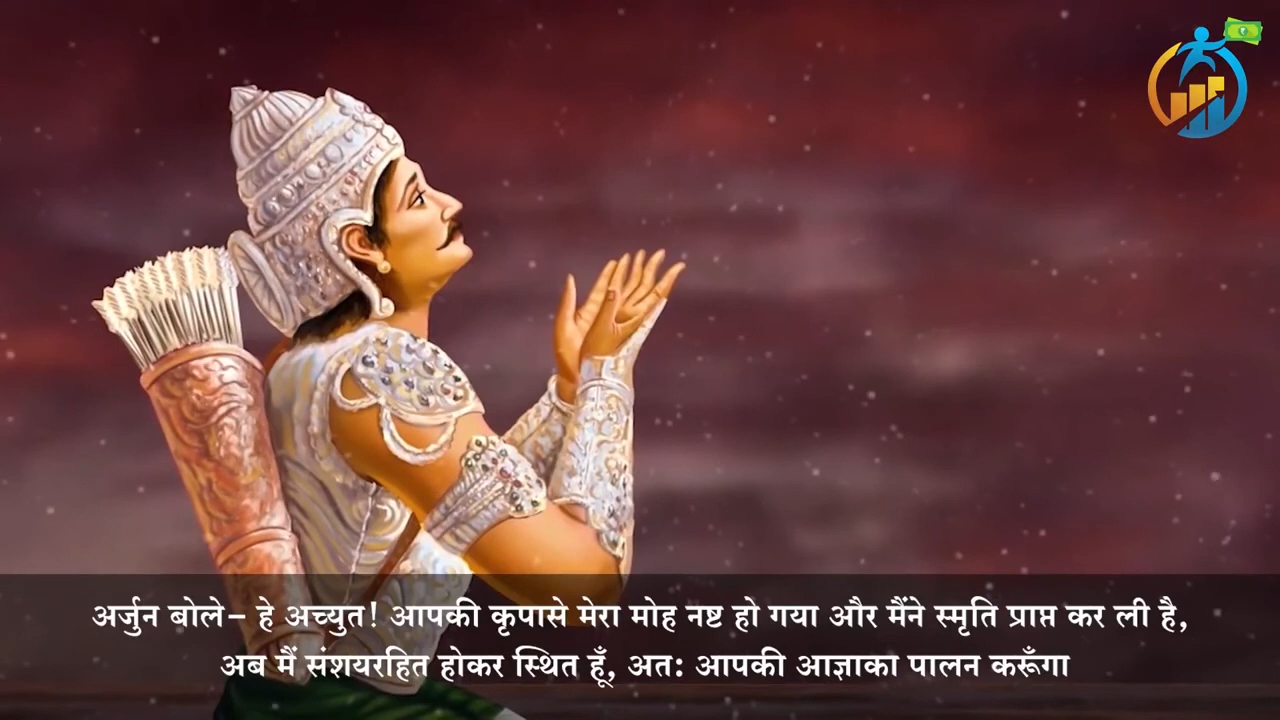 अर्जुन बोले– हे अच्युत! आपकी कृपासे मेरा मोह नष्ट हो गया और मैंने स्मृति प्राप्त कर ली है,
अब मैं संशयरहित होकर स्थित हूँ, अतः आपकी आज्ञाका पालन करूँगा